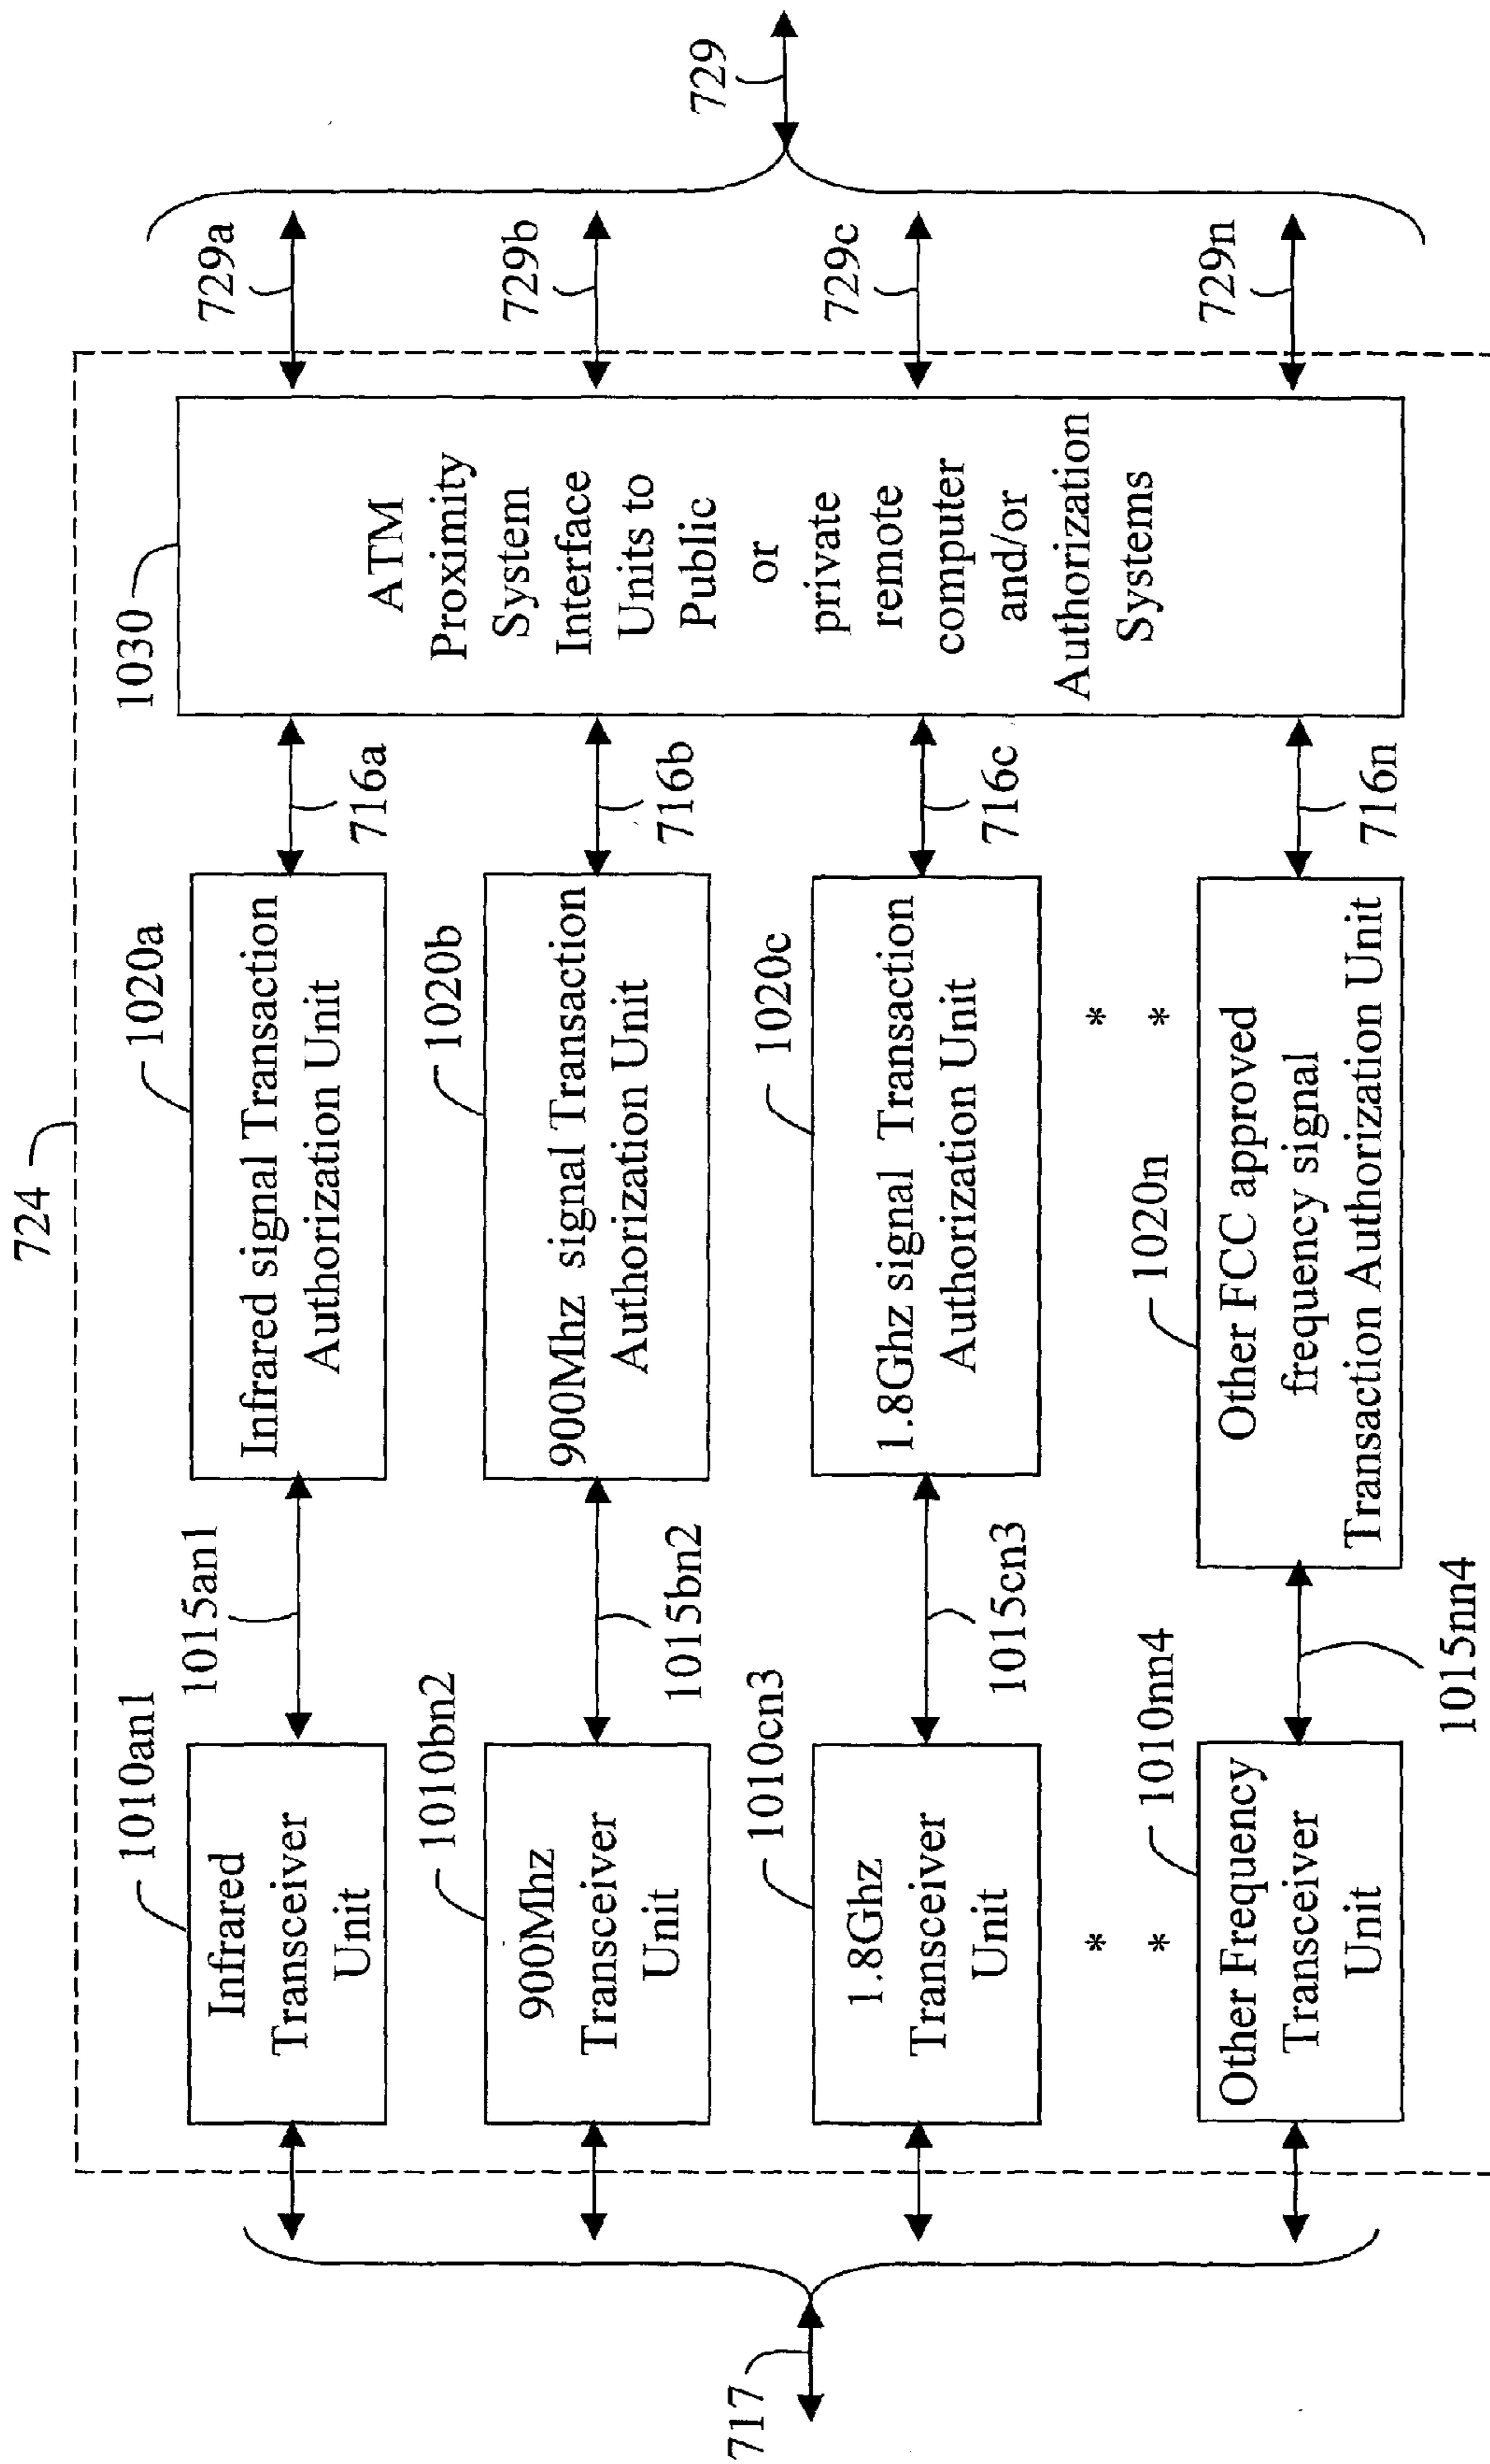 724
1010an1
Infrared
Transceiver
Unit
1015an1
1020a
Infrared signal Transaction
Authorization Unit
716a
1030
ATM
Proximity
System
Interface
Units to
Public
or
private
remote
computer
and/or
Authorization
Systems
729a
1010bn2
900Mhz
Transceiver
Unit
1015bn2
1020b
900Mhz signal Transaction
Authorization Unit
716b
729b
717
729
1010cn3
1.8Ghz
Transceiver
Unit
1015cn3
1020c
1.8Ghz signal Transaction
Authorization Unit
716c
729c
* *
* *
1010nn4
Other Frequency
Transceiver
Unit
1015nn4
1020n
Other FCC approved
frequency signal
Transaction Authorization Unit
716n
729n